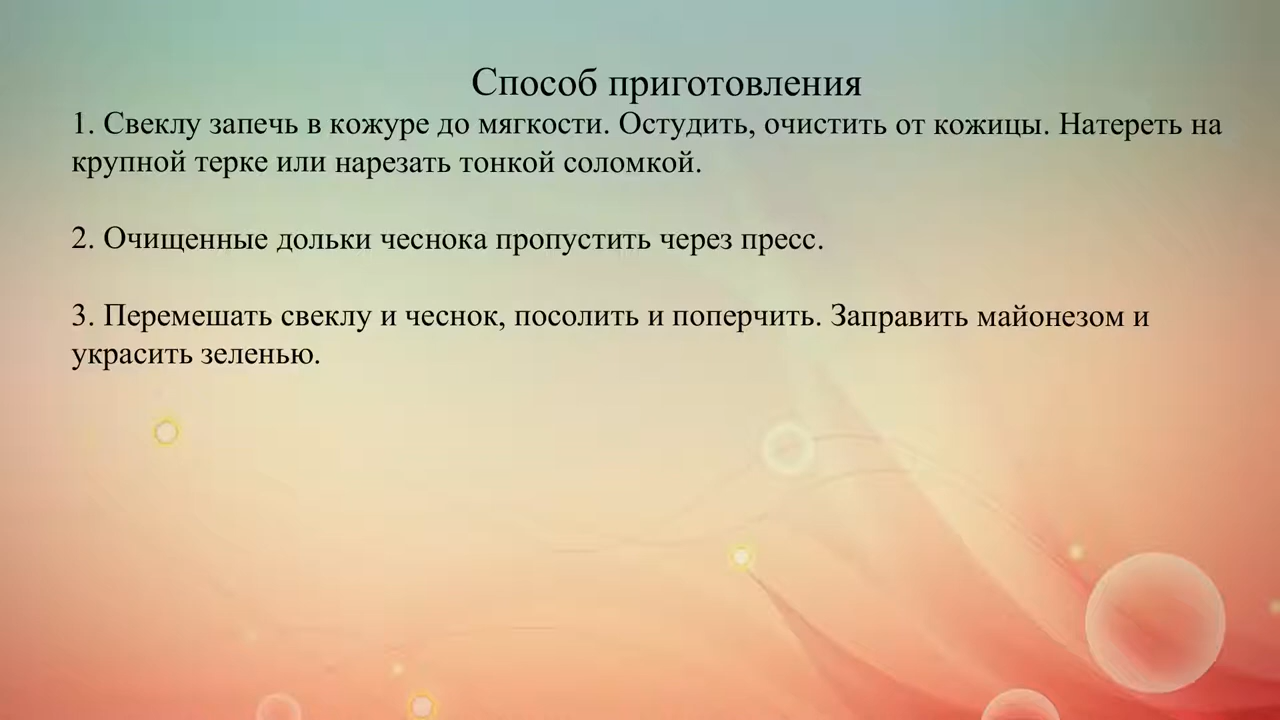 Способ приготовления
1. Свеклу запечь в кожуре до мягкости. Остудить, очистить от кожицы. Натереть на
крупной терке или нарезать тонкой соломкой.
2. Очищенные дольки чеснока пропустить через пресс.
3. Перемешать свеклу и чеснок, посолить и поперчить. Заправить майонезом и
украсить зеленью.